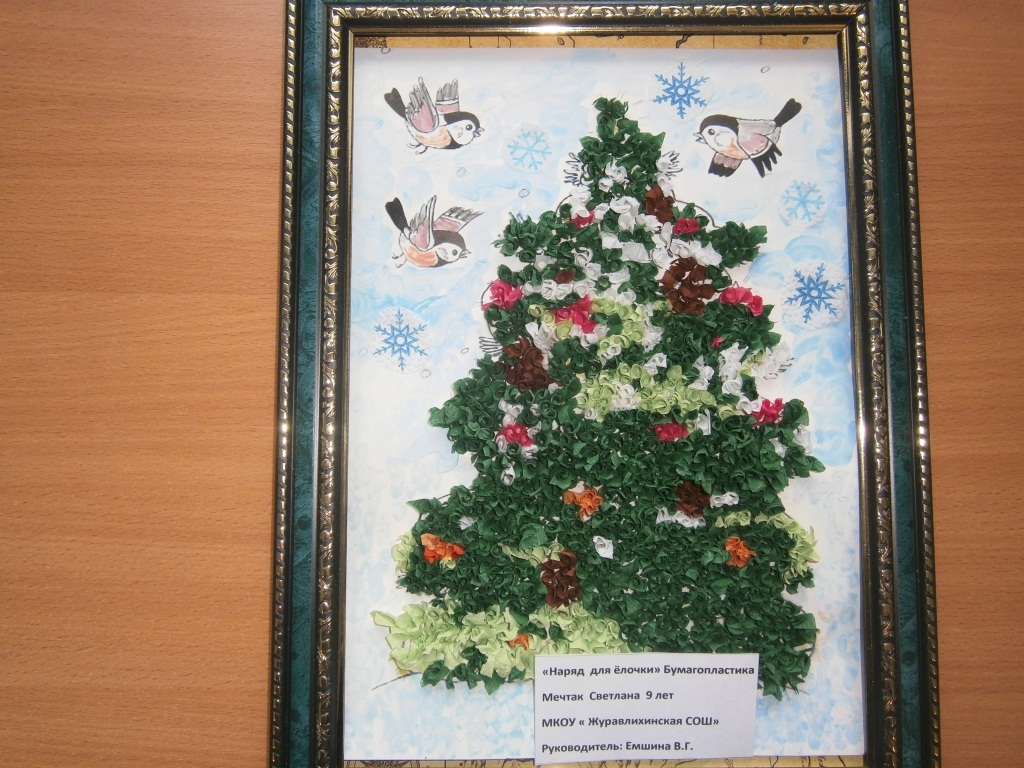 «Наряд для ёлочки» Бумагопластика
Мечтак Светлана 9 лет
МКОУ « Журавлихинская СОШ»
Руководитель: Емшина В.Г.